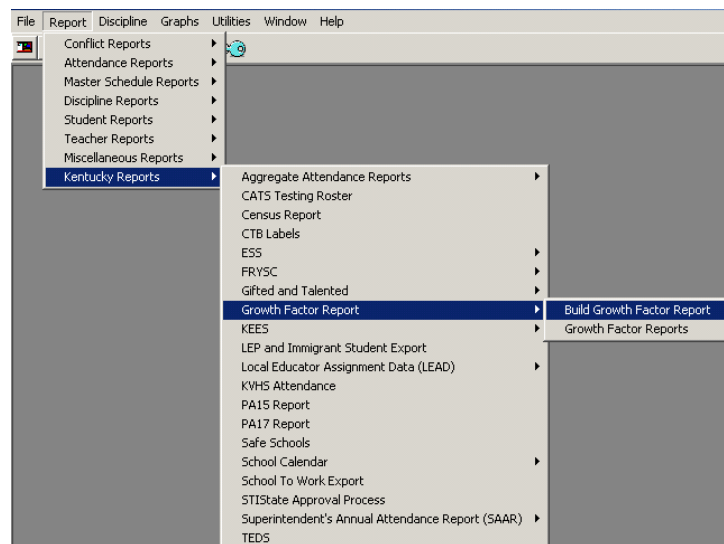 File Report Discipline Graphs Utilities Window Help
Conflict Reports
Attendance Reports
Master Schedule Reports
Discipline Reports
Student Reports
Teacher Reports
Miscellaneous Reports
Kentucky Reports
Aggregate Attendance Reports
CATS Testing Roster
Census Report
CTB Labels
ESS
FRYSC
Gifted and Talented
Growth Factor Report
Build Growth Factor Report
KEES
Growth Factor Reports
LEP and Immigrant Student Export
Local Educator Assignment Data (LEAD)
KVHS Attendance
PA15 Report
PA17 Report
Safe Schools
School Calendar
School To Work Export
STIState Approval Process
Superintendent's Annual Attendance Report (SAAR)
TEDS